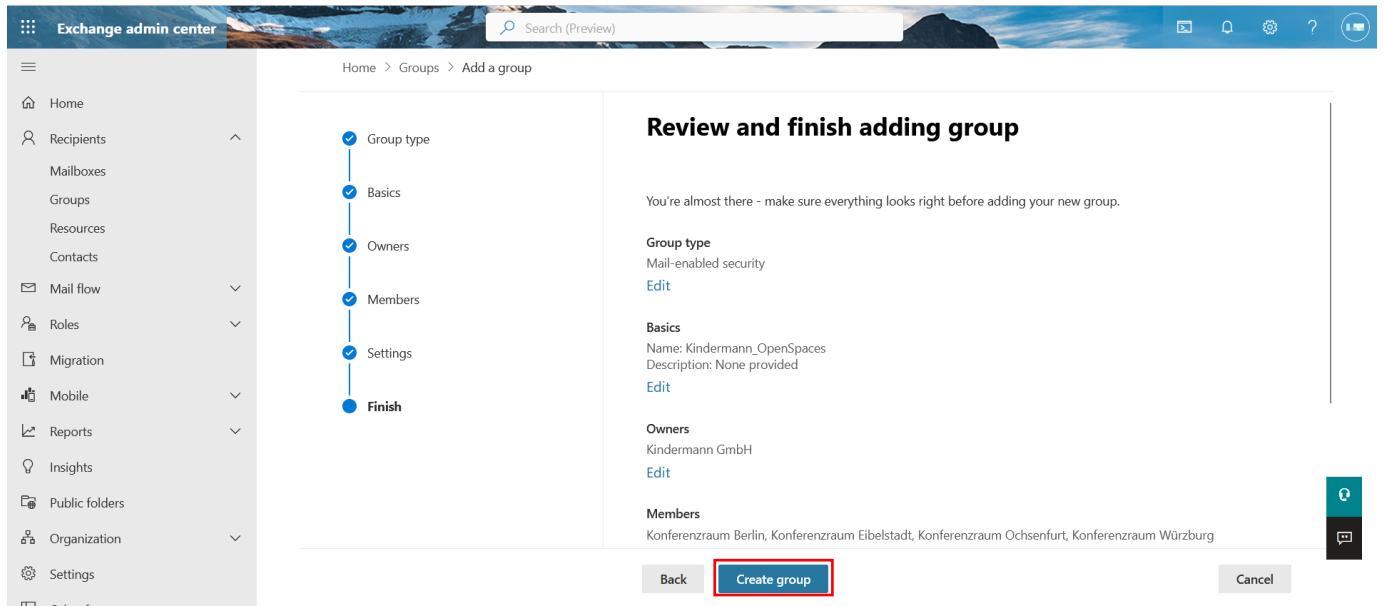 Exchange admin center
Search (Preview)
?
Home > Groups > Add a group
Home
Recipients
Mailboxes
Groups
Resources
Contacts
Mail flow
Roles
Migration
Mobile
Reports
Insights
Public folders
Organization
Settings
Group type
Basics
Owners
Members
Settings
Finish
Review and finish adding group
You're almost there - make sure everything looks right before adding your new group.
Group type
Mail-enabled security
Edit
Basics
Name: Kindermann_OpenSpaces
Description: None provided
Edit
Owners
Kindermann GmbH
Edit
Members
Konferenzraum Berlin, Konferenzraum Eibelstadt, Konferenzraum Ochsenfurt, Konferenzraum Würzburg
Back
Create group
Cancel